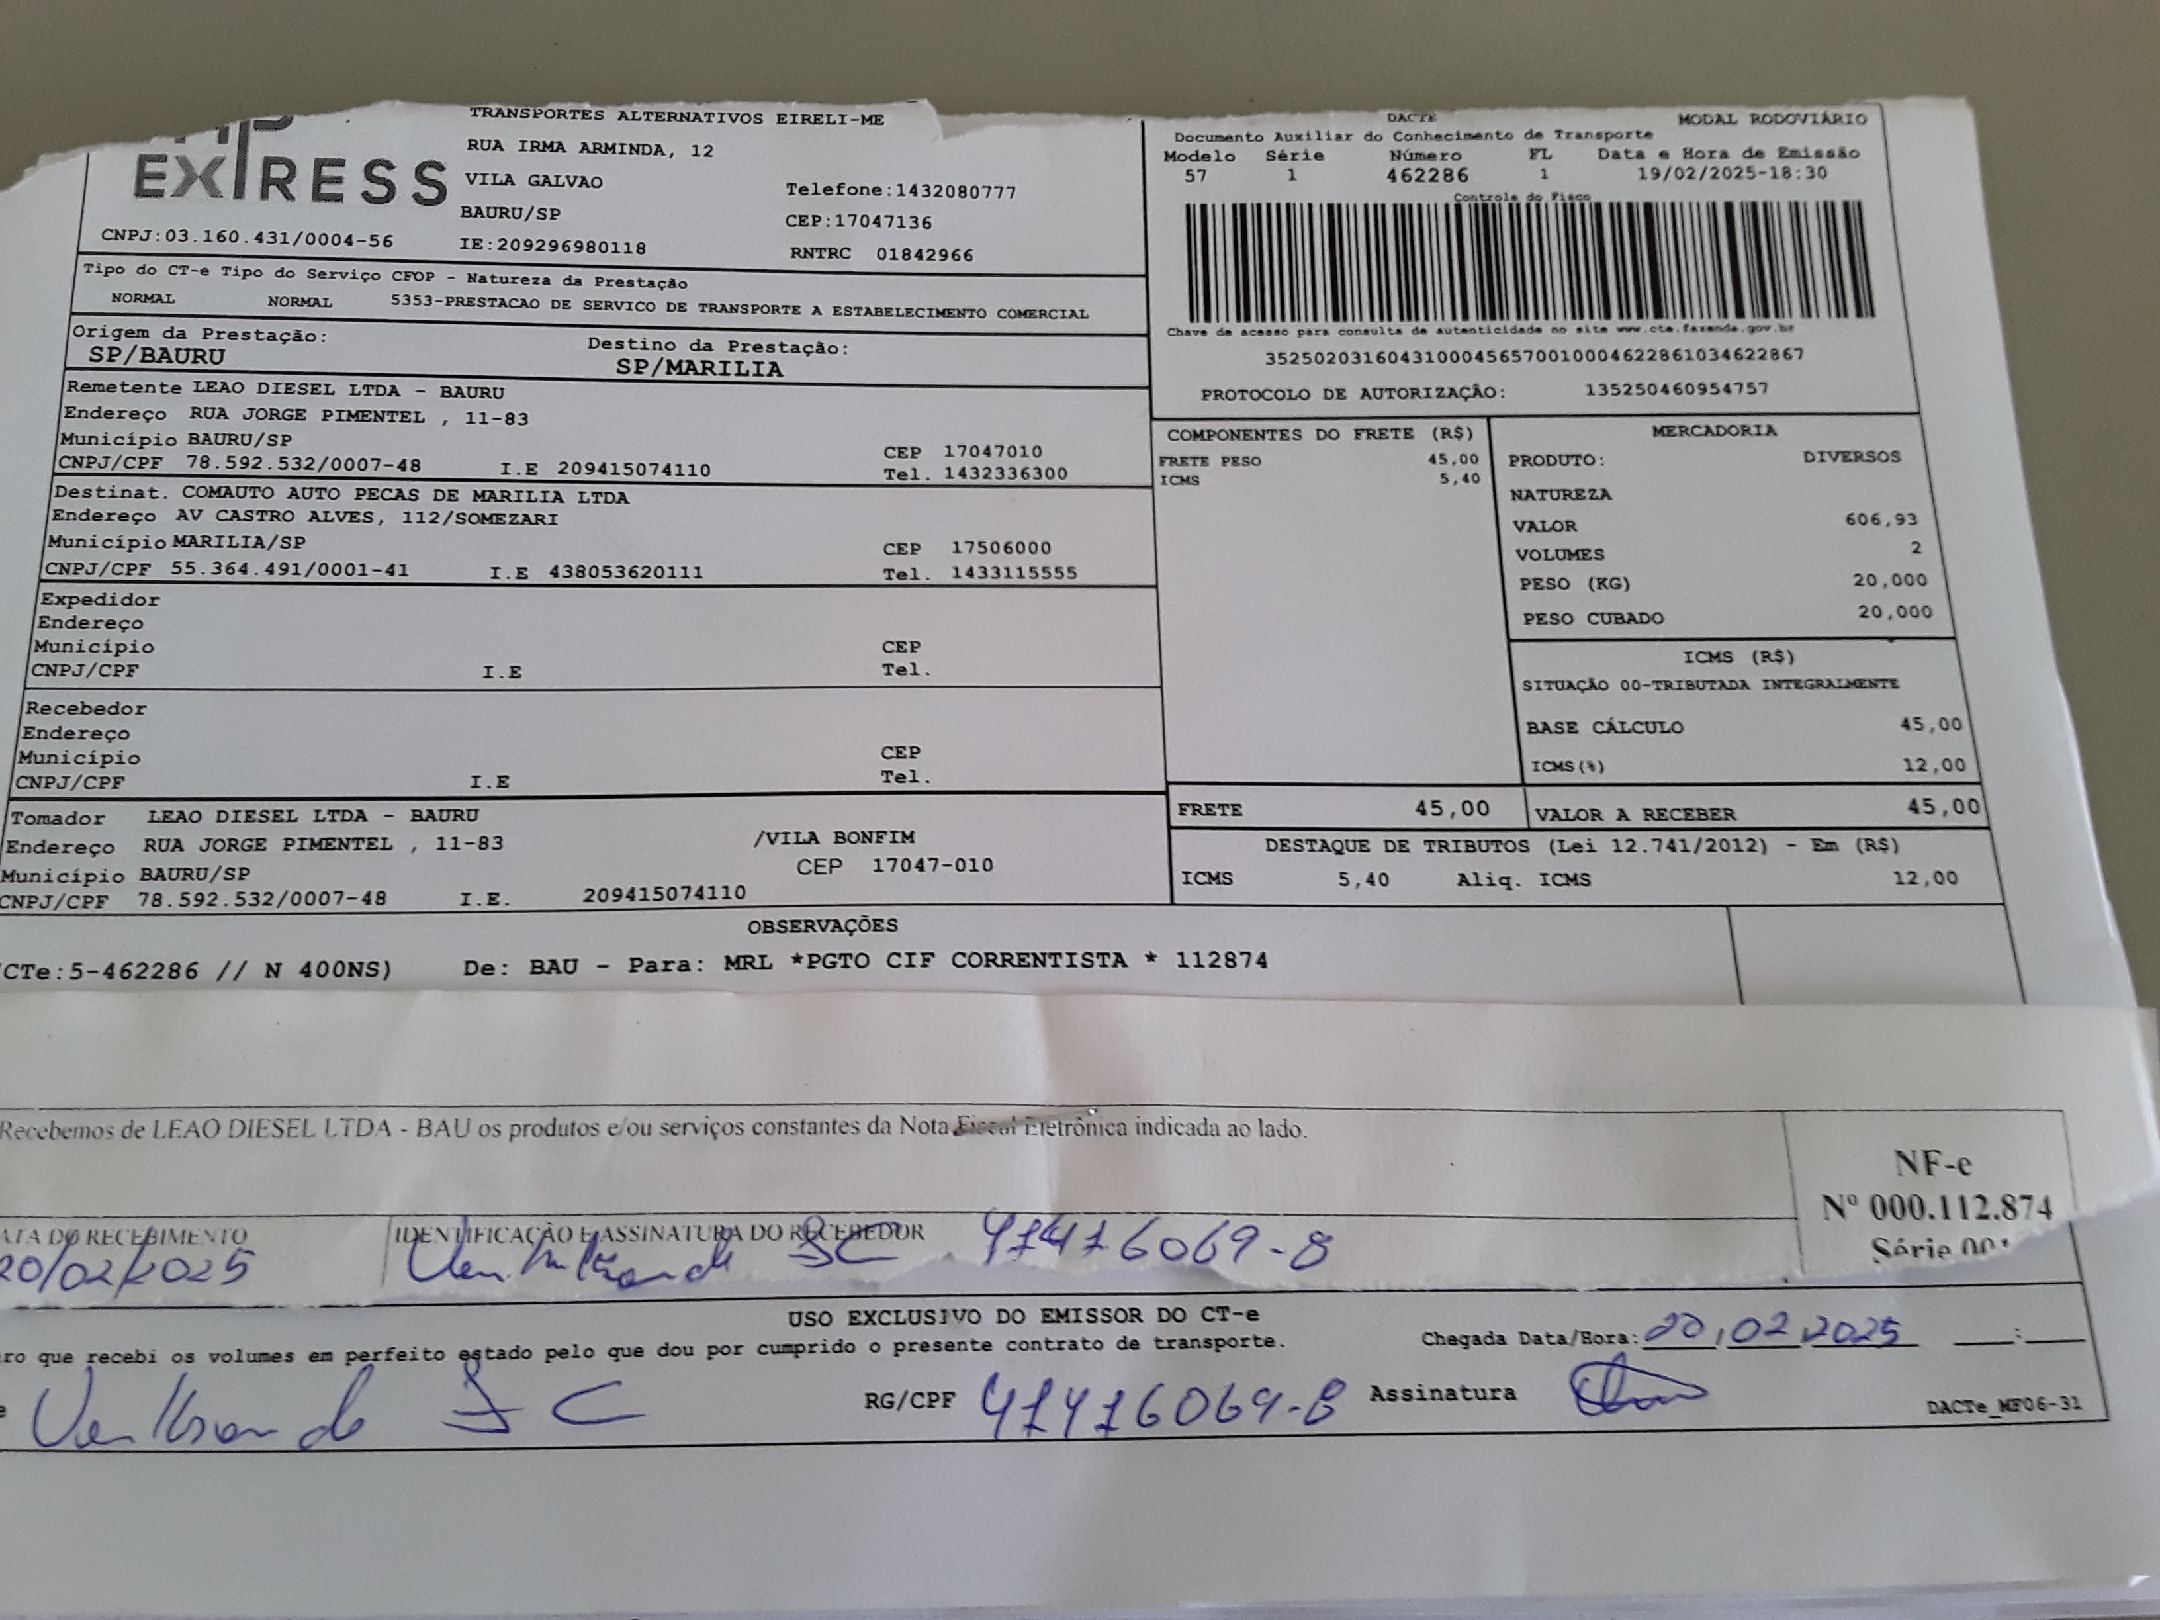 EXPRESS
TRANSPORTES ALTERNATIVOS EIRELI-ME
RUA IRMA ARMINDA, 12
VILA GALVAO
Telefone:1432080777
BAURU/SP
CEP:17047136
CNPJ:03.160.431/0004-56
IE:209296980118
RNTRC 01842966
DACTE
MODAL RODOVIÁRIO
Documento Auxiliar do Conhecimento de Transporte
Modelo Série Número FL Data e Hora de Emissão
57 1 462286 1 19/02/2025-18:30
Controle do Fisco
Chave de acesso para consulta de autenticidade no site www.cte.fazenda.gov.br
35250203160431000456570010004622861034622867
PROTOCOLO DE AUTORIZAÇÃO: 135250460954757
Tipo do CT-e Tipo do Serviço CFOP - Natureza da Prestação
NORMAL NORMAL 5353-PRESTACAO DE SERVICO DE TRANSPORTE A ESTABELECIMENTO COMERCIAL
Origem da Prestação: Destino da Prestação:
SP/BAURU SP/MARILIA
Remetente LEAO DIESEL LTDA - BAURU
Endereço RUA JORGE PIMENTEL , 11-83
Município BAURU/SP CEP 17047010
CNPJ/CPF 78.592.532/0007-48 I.E 209415074110 Tel. 1432336300
Destinat. COMAUTO AUTO PECAS DE MARILIA LTDA
Endereço AV CASTRO ALVES, 112/SOMEZARI
Município MARILIA/SP CEP 17506000
CNPJ/CPF 55.364.491/0001-41 I.E 438053620111 Tel. 1433115555
Expedidor
Endereço
Município CEP
CNPJ/CPF I.E Tel.
Recebedor
Endereço
Município CEP
CNPJ/CPF I.E Tel.
Tomador LEAO DIESEL LTDA - BAURU
Endereço RUA JORGE PIMENTEL , 11-83 /VILA BONFIM
Município BAURU/SP CEP 17047-010
CNPJ/CPF 78.592.532/0007-48 I.E. 209415074110
COMPONENTES DO FRETE (R$)
FRETE PESO 45,00
ICMS 5,40
MERCADORIA
PRODUTO: DIVERSOS
NATUREZA
VALOR 606,93
VOLUMES 2
PESO (KG) 20,000
PESO CUBADO 20,000
ICMS (R$)
SITUAÇÃO 00-TRIBUTADA INTEGRALMENTE
BASE CÁLCULO 45,00
ICMS(%) 12,00
FRETE 45,00 VALOR A RECEBER 45,00
DESTAQUE DE TRIBUTOS (Lei 12.741/2012) - Em (R$)
ICMS 5,40 Aliq. ICMS 12,00
OBSERVAÇÕES
CTe:5-462286 // N 400NS) De: BAU - Para: MRL *PGTO CIF CORRENTISTA * 112874
Recebemos de LEAO DIESEL LTDA - BAU os produtos e/ou serviços constantes da Nota Fiscal Eletrônica indicada ao lado.
NF-e
Nº 000.112.874
Série 001
ATA DO RECEBIMENTO IDENTIFICAÇÃO E ASSINATURA DO RECEBEDOR 41416069-8
20/02/2025
USO EXCLUSIVO DO EMISSOR DO CT-e
ro que recebi os volumes em perfeito estado pelo que dou por cumprido o presente contrato de transporte.
Chegada Data/Hora: 20/02/2025 __:__
RG/CPF 41416069-8 Assinatura
DACTe_MF06-31